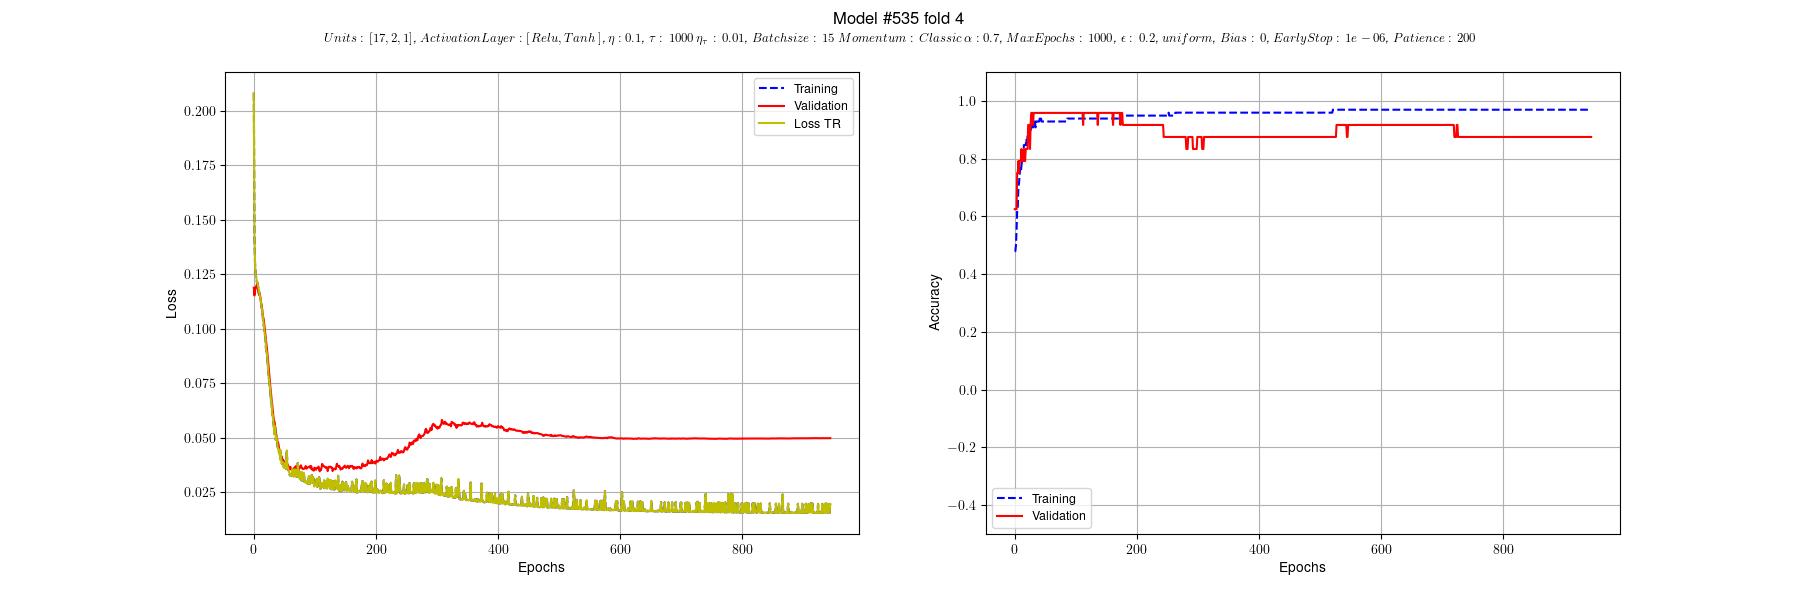 Model #535 fold 4
Units : [17, 2, 1], ActivationLayer : [Relu, Tanh], η : 0.1, τ : 1000 ητ : 0.01, Batchsize : 15 Momentum : Classic α : 0.7, MaxEpochs : 1000, ϵ : 0.2, uniform, Bias : 0, EarlyStop : 1e − 06, Patience : 200
Training
Validation
Loss TR
0.200
0.175
0.150
0.125
0.100
0.075
0.050
0.025
Loss
0
200
400
600
800
Epochs
1.0
0.8
0.6
0.4
0.2
0.0
−0.2
−0.4
Accuracy
Training
Validation
0
200
400
600
800
Epochs